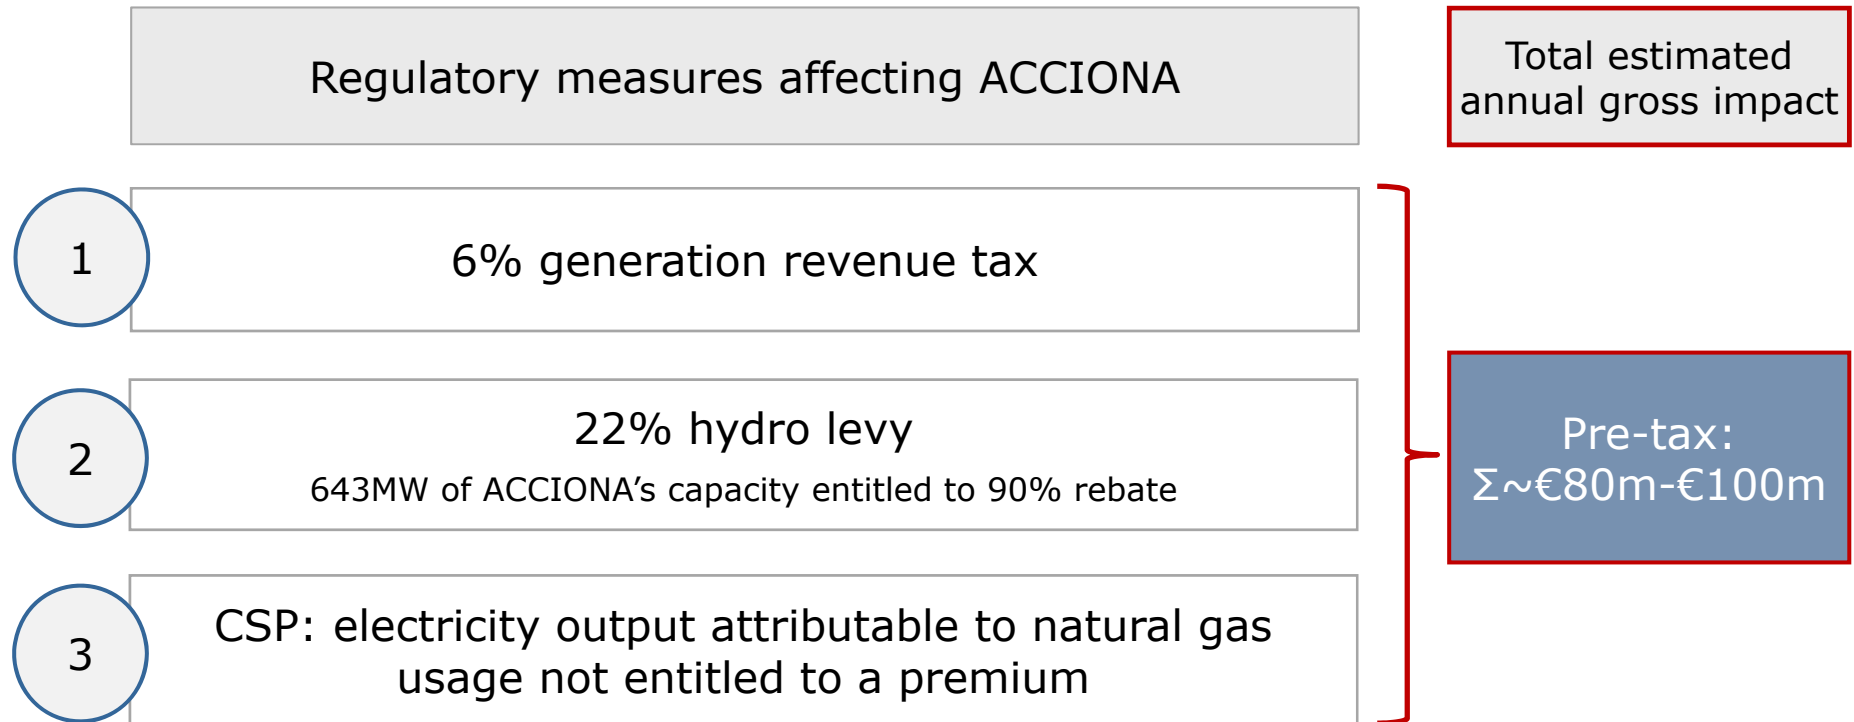 Regulatory measures affecting ACCIONA
Total estimated
annual gross impact
1
6% generation revenue tax
2
22% hydro levy
643MW of ACCIONA’s capacity entitled to 90% rebate
3
CSP: electricity output attributable to natural gas
usage not entitled to a premium
Pre-tax:
Σ~€80m-€100m